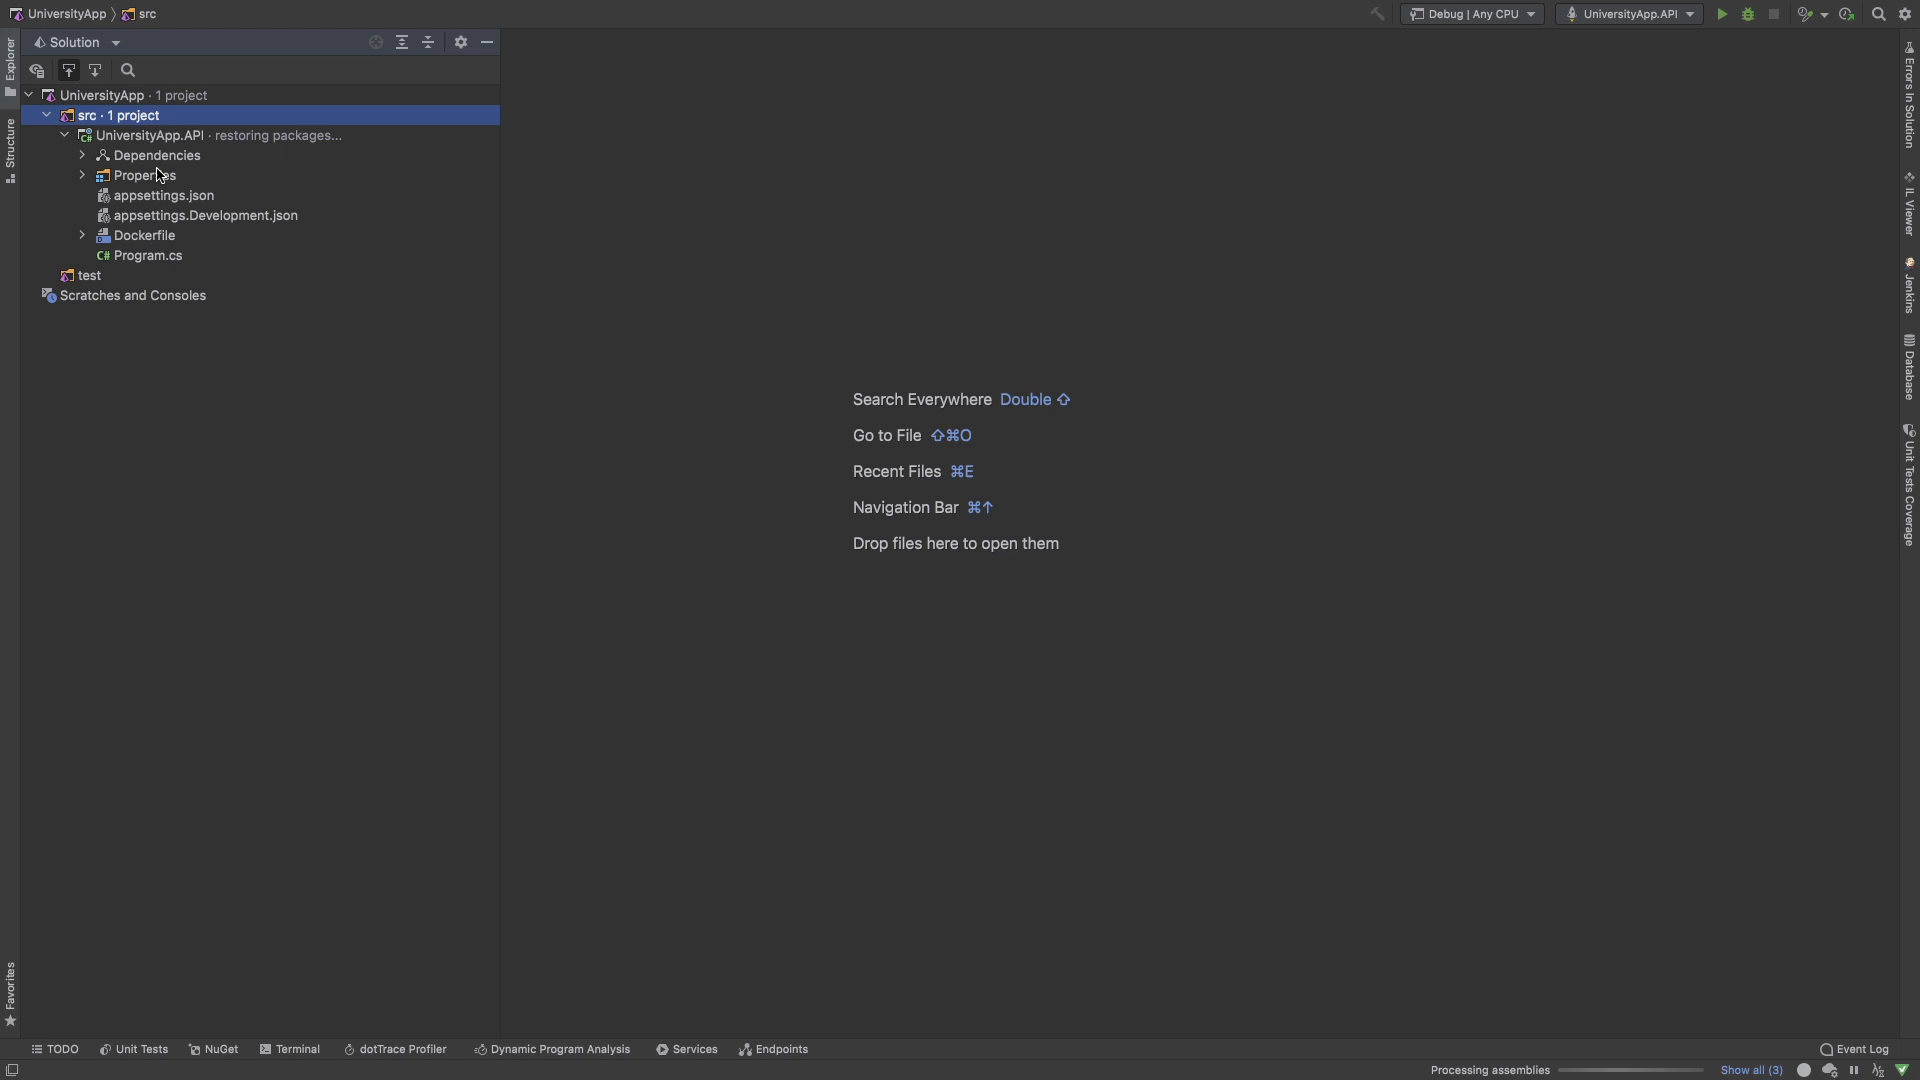 UniversityApp 〉 src
Debug | Any CPU
UniversityApp.API
Solution
UniversityApp · 1 project
src · 1 project
UniversityApp.API · restoring packages...
Dependencies
Properties
appsettings.json
appsettings.Development.json
Dockerfile
C# Program.cs
test
Scratches and Consoles
Explorer
Structure
Favorites
Search Everywhere Double ⇧
Go to File ⇧⌘O
Recent Files ⌘E
Navigation Bar ⌘↑
Drop files here to open them
Errors In Solution
IL Viewer
Jenkins
Database
Unit Tests Coverage
TODO
Unit Tests
NuGet
Terminal
dotTrace Profiler
Dynamic Program Analysis
Services
Endpoints
Event Log
Processing assemblies
Show all (3)